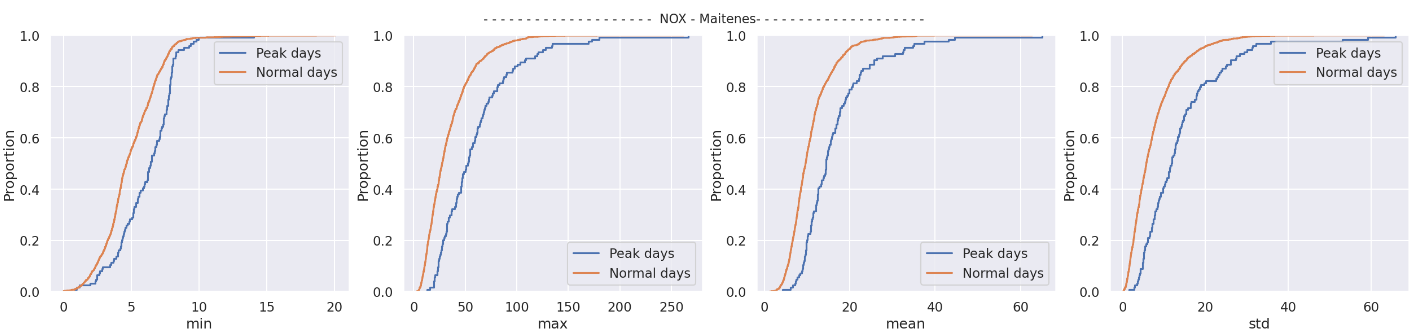 - - - - - - - - - - - - - - - - - - - - - - - - NOX - Maitenes- - - - - - - - - - - - - - - - - - - - - - - -
1.0
0.8
0.6
0.4
0.2
0.0
Proportion
Peak days
Normal days
0 5 10 15 20
min
1.0
0.8
0.6
0.4
0.2
0.0
Proportion
Peak days
Normal days
0 50 100 150 200 250
max
1.0
0.8
0.6
0.4
0.2
0.0
Proportion
Peak days
Normal days
0 20 40 60
mean
1.0
0.8
0.6
0.4
0.2
0.0
Proportion
Peak days
Normal days
0 20 40 60
std